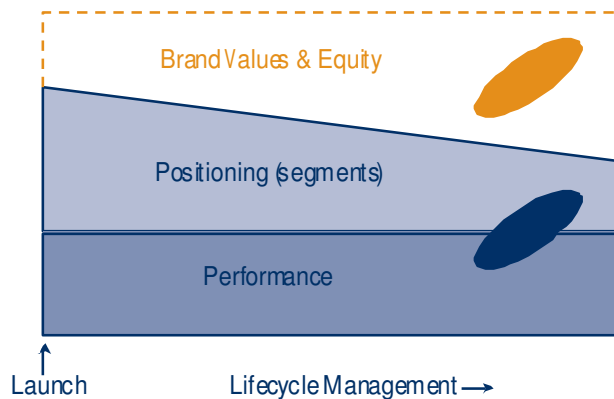 Brand Values & Equity
Positioning (segments)
Performance
Launch
Lifecycle Management